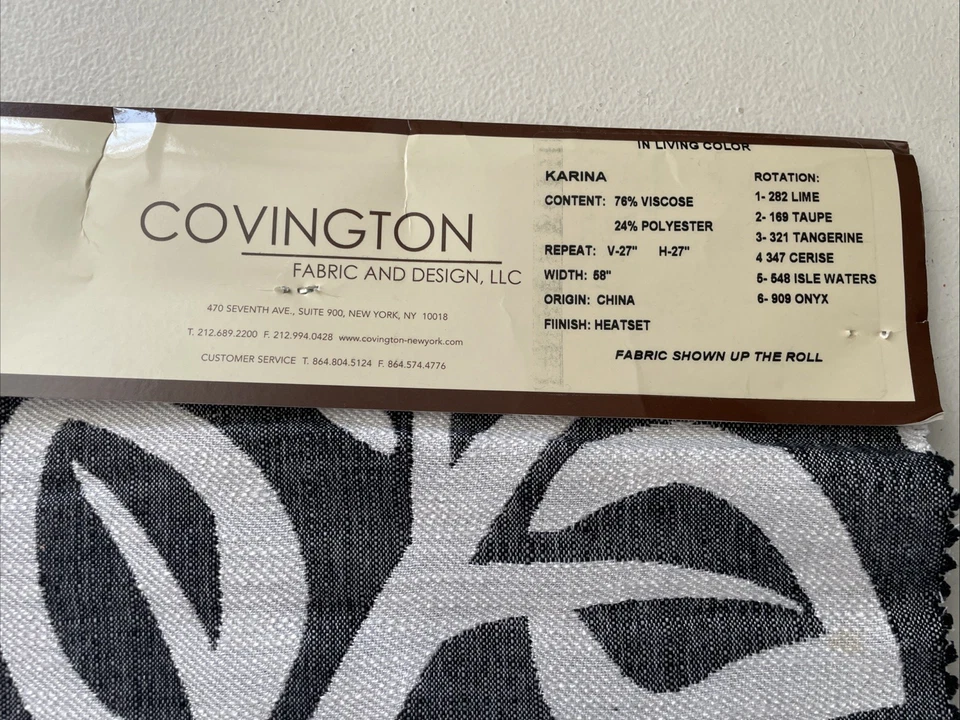 COVINGTON
FABRIC AND DESIGN, LLC
470 SEVENTH AVE., SUITE 900, NEW YORK, NY 10018
T. 212.689.2200 F. 212.994.0428 www.covington-newyork.com
CUSTOMER SERVICE T. 864.804.5124 F. 864.574.4776
IN LIVING COLOR
KARINA
CONTENT: 76% VISCOSE
24% POLYESTER
REPEAT: V-27" H-27"
WIDTH: 58"
ORIGIN: CHINA
FIINISH: HEATSET
ROTATION:
1- 282 LIME
2- 169 TAUPE
3- 321 TANGERINE
4 347 CERISE
5- 548 ISLE WATERS
6- 909 ONYX
FABRIC SHOWN UP THE ROLL